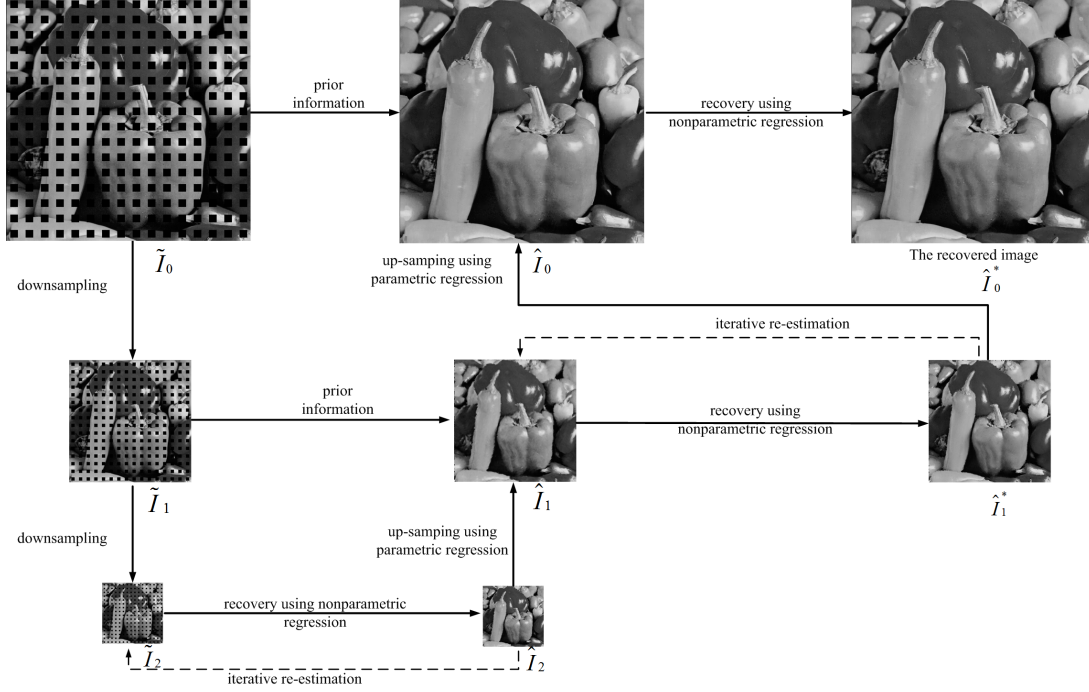 prior
information
recovery using
nonparametric regression
Ĩ₀
Î₀
The recovered image
Î₀*
downsampling
up-samping using
parametric regression
iterative re-estimation
prior
information
recovery using
nonparametric regression
Ĩ₁
Î₁
Î₁*
downsampling
up-samping using
parametric regression
recovery using nonparametric
regression
Ĩ₂
Î₂
iterative re-estimation